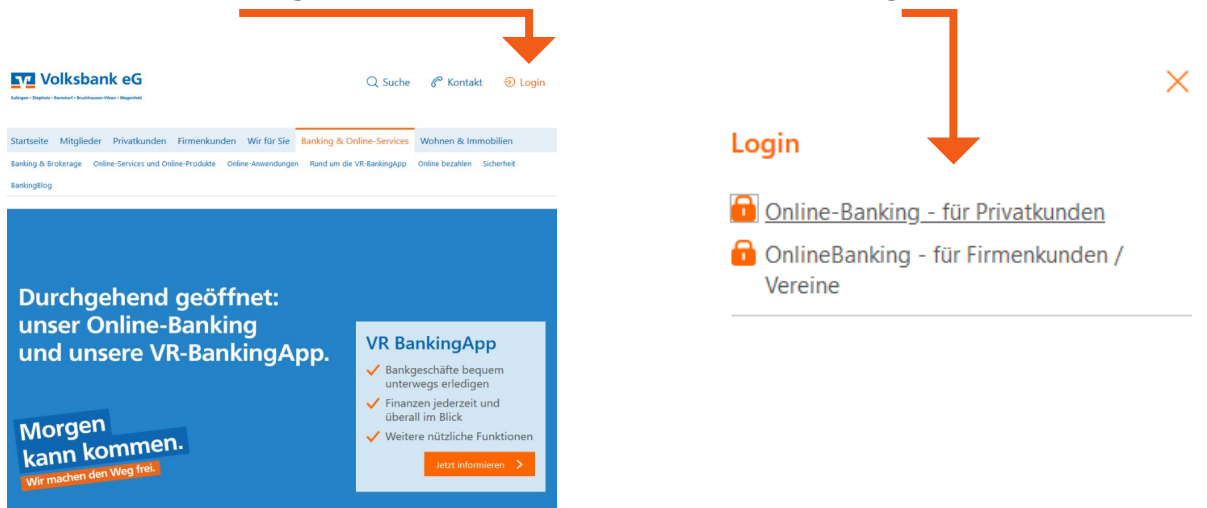 Volksbank eG
Sulingen • Diepholz • Barnstorf • Bruchhausen-Vilsen • Wagenfeld
Suche Kontakt Login
Startseite Mitglieder Privatkunden Firmenkunden Wir für Sie Banking & Online-Services Wohnen & Immobilien
Banking & Brokerage Online-Services und Online-Produkte Online-Anwendungen Rund um die VR-BankingApp Online bezahlen Sicherheit
BankingBlog
Durchgehend geöffnet:
unser Online-Banking
und unsere VR-BankingApp.
Morgen
kann kommen.
Wir machen den Weg frei.
VR BankingApp
Bankgeschäfte bequem
unterwegs erledigen
Finanzen jederzeit und
überall im Blick
Weitere nützliche Funktionen
Jetzt informieren
Login
Online-Banking - für Privatkunden
OnlineBanking - für Firmenkunden /
Vereine